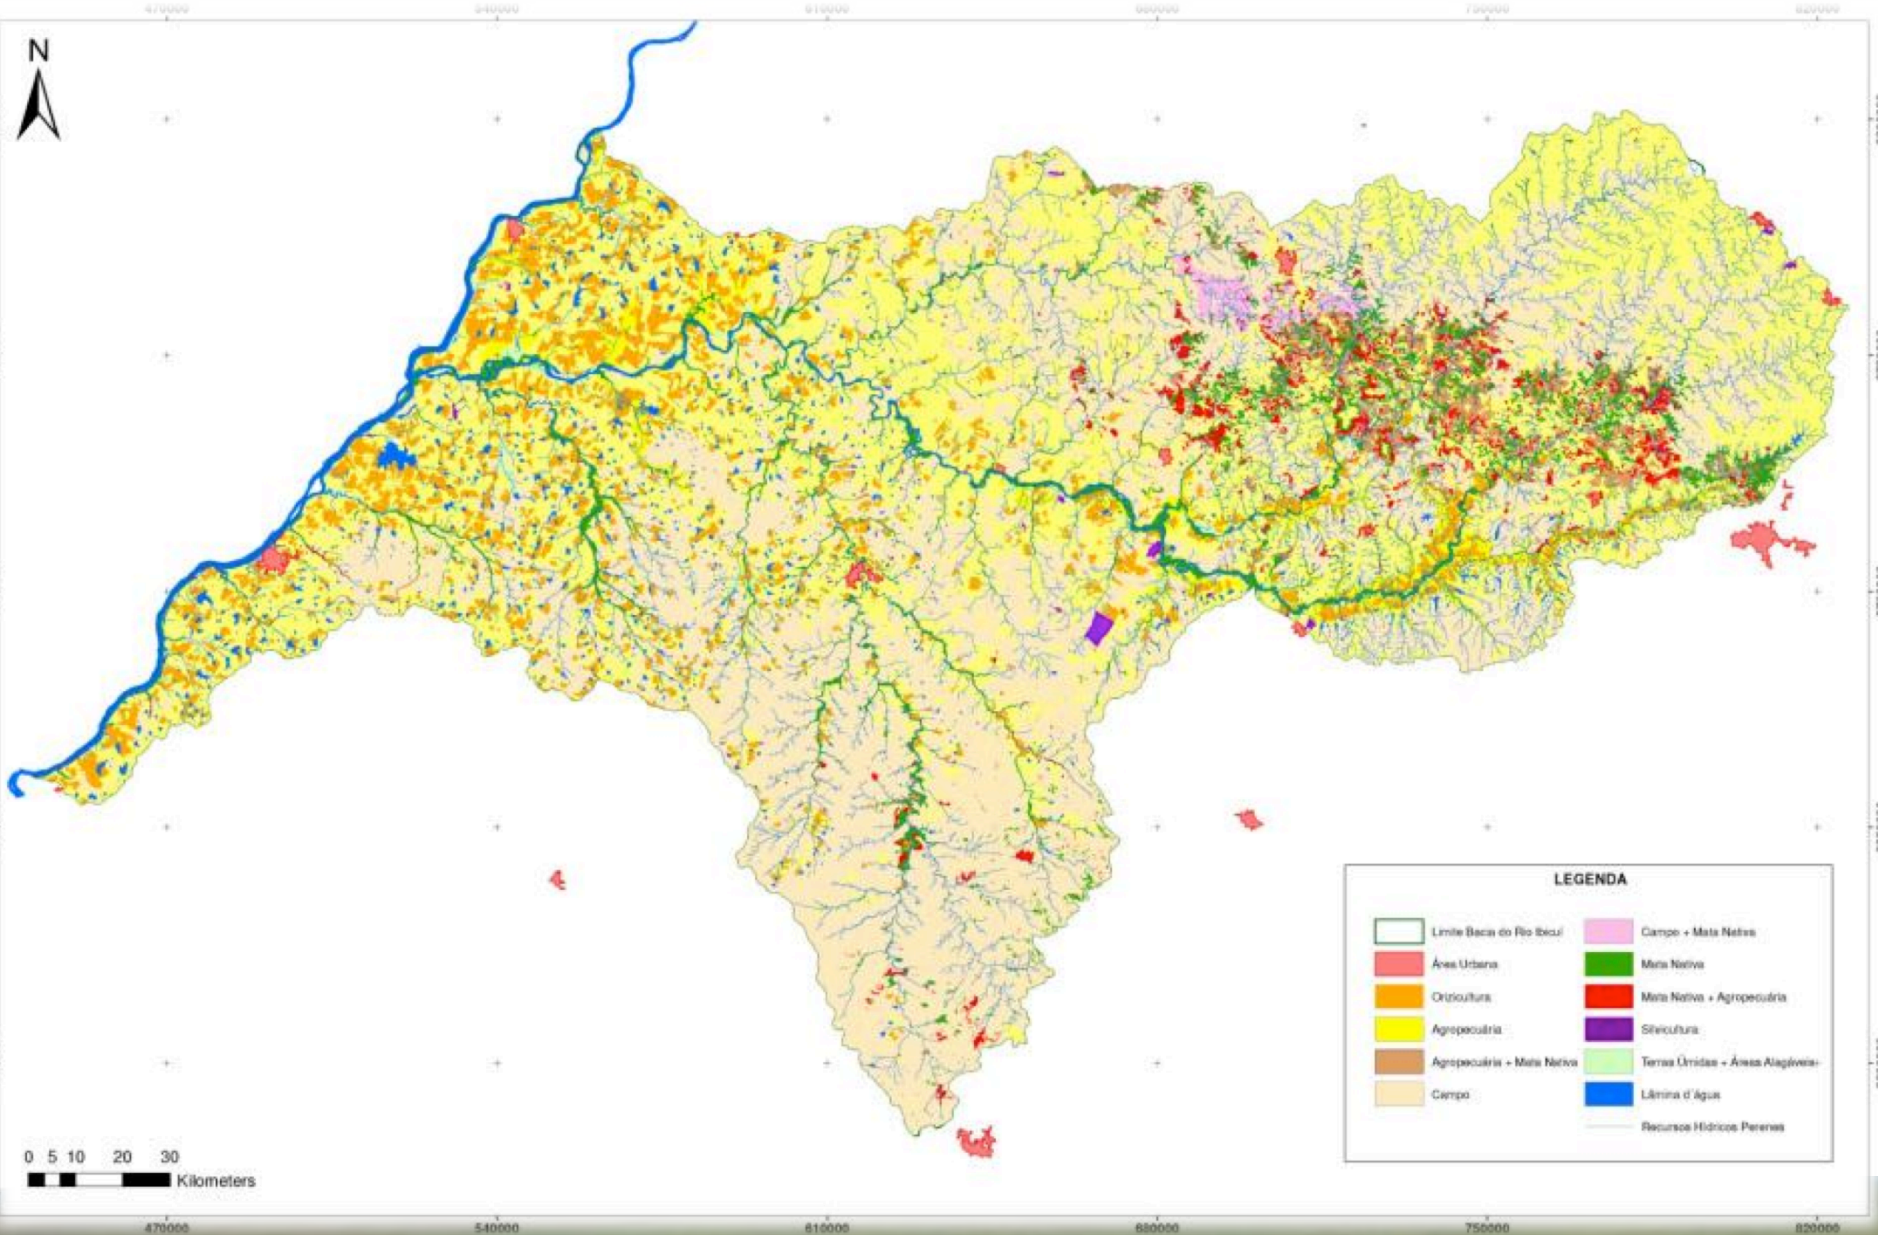 470000 540000 610000 680000 750000 820000
N
LEGENDA
Limite Bacia do Rio Ibicuí
Área Urbana
Orizicultura
Agropecuária
Agropecuária + Mata Nativa
Campo
Campo + Mata Nativa
Mata Nativa
Mata Nativa + Agropecuária
Silvicultura
Terras Úmidas + Áreas Alagáveis
Lâmina d'água
Recursos Hídricos Perenes
0 5 10 20 30
Kilometers
470000 540000 610000 680000 750000 820000